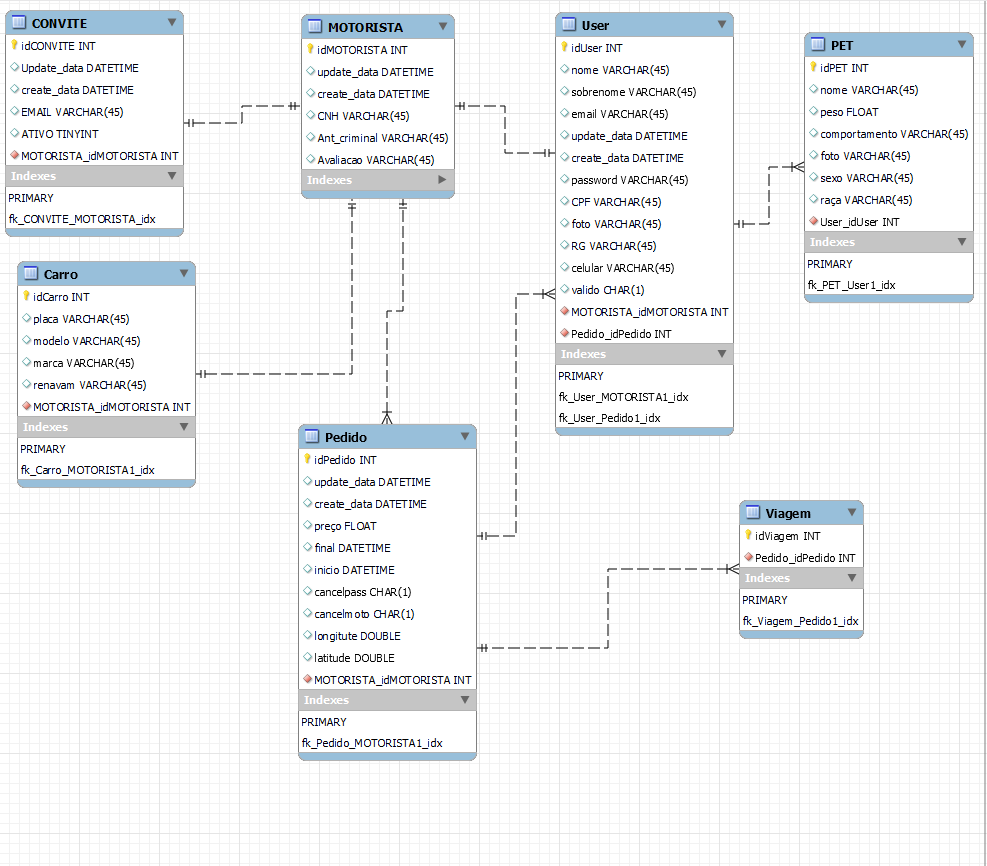 CONVITE
idCONVITE INT
Update_data DATETIME
create_data DATETIME
EMAIL VARCHAR(45)
ATIVO TINYINT
MOTORISTA_idMOTORISTA INT
Indexes
PRIMARY
fk_CONVITE_MOTORISTA_idx
MOTORISTA
idMOTORISTA INT
update_data DATETIME
create_data DATETIME
CNH VARCHAR(45)
Ant_criminal VARCHAR(45)
Avaliacao VARCHAR(45)
Indexes
User
idUser INT
nome VARCHAR(45)
sobrenome VARCHAR(45)
email VARCHAR(45)
update_data DATETIME
create_data DATETIME
password VARCHAR(45)
CPF VARCHAR(45)
foto VARCHAR(45)
RG VARCHAR(45)
celular VARCHAR(45)
valido CHAR(1)
MOTORISTA_idMOTORISTA INT
Pedido_idPedido INT
Indexes
PRIMARY
fk_User_MOTORISTA1_idx
fk_User_Pedido1_idx
PET
idPET INT
nome VARCHAR(45)
peso FLOAT
comportamento VARCHAR(45)
foto VARCHAR(45)
sexo VARCHAR(45)
raça VARCHAR(45)
User_idUser INT
Indexes
PRIMARY
fk_PET_User1_idx
Carro
idCarro INT
placa VARCHAR(45)
modelo VARCHAR(45)
marca VARCHAR(45)
renavam VARCHAR(45)
MOTORISTA_idMOTORISTA INT
Indexes
PRIMARY
fk_Carro_MOTORISTA1_idx
Pedido
idPedido INT
update_data DATETIME
create_data DATETIME
preço FLOAT
final DATETIME
inicio DATETIME
cancelpass CHAR(1)
cancelmoto CHAR(1)
longitute DOUBLE
latitude DOUBLE
MOTORISTA_idMOTORISTA INT
Indexes
PRIMARY
fk_Pedido_MOTORISTA1_idx
Viagem
idViagem INT
Pedido_idPedido INT
Indexes
PRIMARY
fk_Viagem_Pedido1_idx